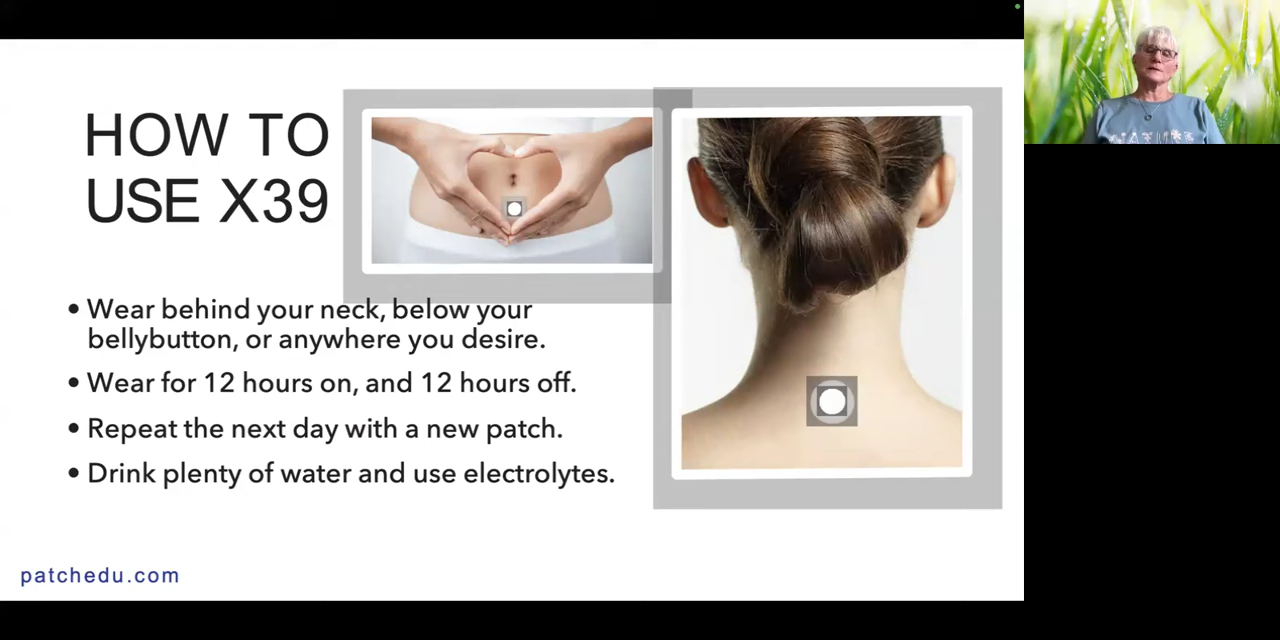 HOW TO
USE X39
• Wear behind your neck, below your
bellybutton, or anywhere you desire.
• Wear for 12 hours on, and 12 hours off.
• Repeat the next day with a new patch.
• Drink plenty of water and use electrolytes.
patchedu.com
NATURE